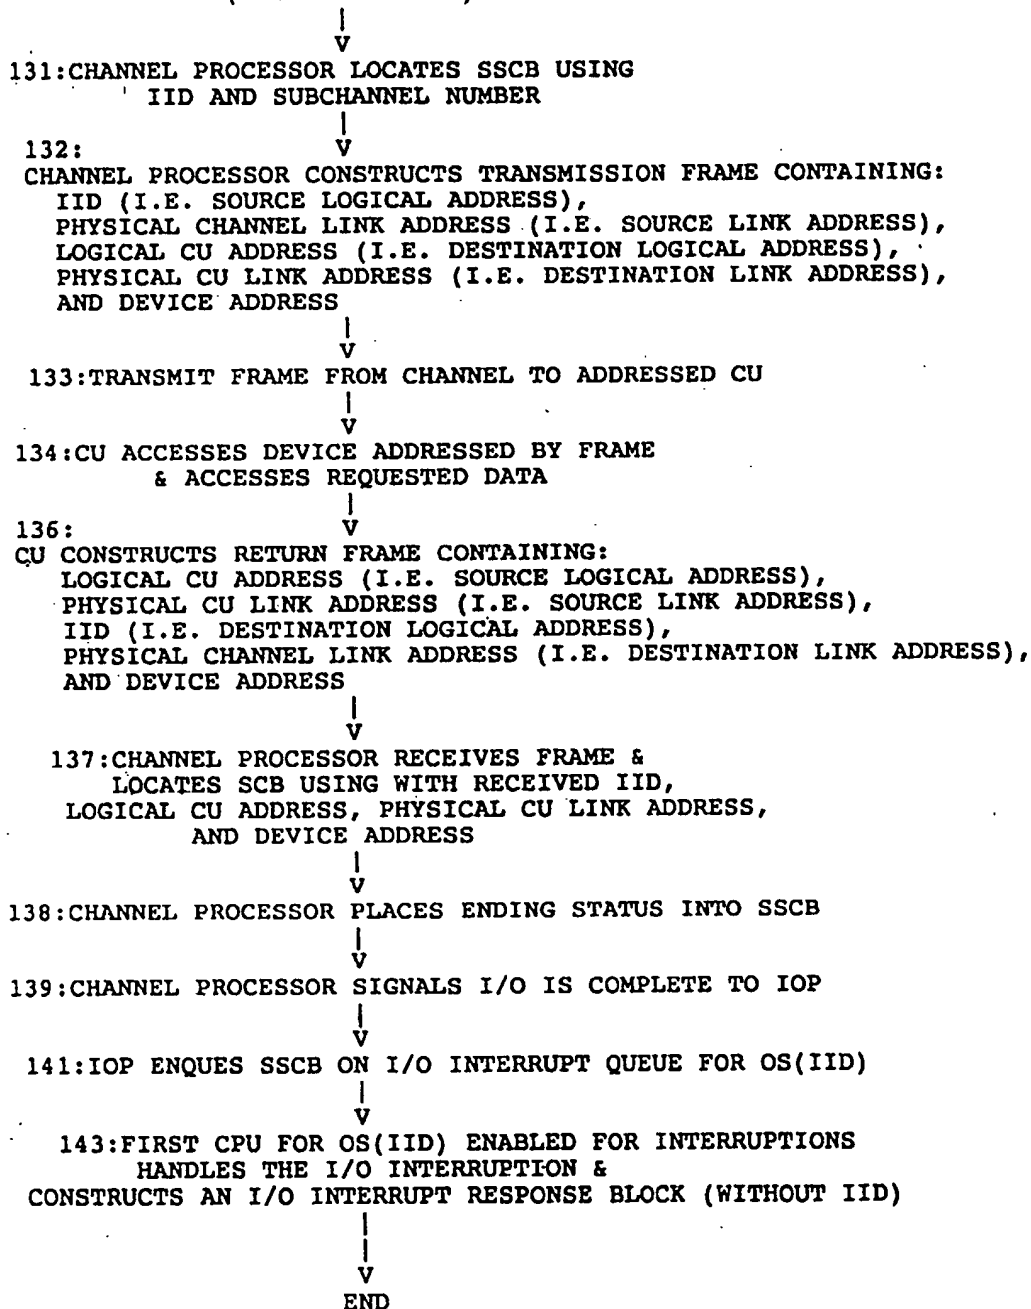 V
131:CHANNEL PROCESSOR LOCATES SSCB USING
IID AND SUBCHANNEL NUMBER
V
132:
CHANNEL PROCESSOR CONSTRUCTS TRANSMISSION FRAME CONTAINING:
IID (I.E. SOURCE LOGICAL ADDRESS),
PHYSICAL CHANNEL LINK ADDRESS (I.E. SOURCE LINK ADDRESS),
LOGICAL CU ADDRESS (I.E. DESTINATION LOGICAL ADDRESS),
PHYSICAL CU LINK ADDRESS (I.E. DESTINATION LINK ADDRESS),
AND DEVICE ADDRESS
V
133:TRANSMIT FRAME FROM CHANNEL TO ADDRESSED CU
V
134:CU ACCESSES DEVICE ADDRESSED BY FRAME
& ACCESSES REQUESTED DATA
V
136:
CU CONSTRUCTS RETURN FRAME CONTAINING:
LOGICAL CU ADDRESS (I.E. SOURCE LOGICAL ADDRESS),
PHYSICAL CU LINK ADDRESS (I.E. SOURCE LINK ADDRESS),
IID (I.E. DESTINATION LOGICAL ADDRESS),
PHYSICAL CHANNEL LINK ADDRESS (I.E. DESTINATION LINK ADDRESS),
AND DEVICE ADDRESS
V
137:CHANNEL PROCESSOR RECEIVES FRAME &
LOCATES SCB USING WITH RECEIVED IID,
LOGICAL CU ADDRESS, PHYSICAL CU LINK ADDRESS,
AND DEVICE ADDRESS
V
138:CHANNEL PROCESSOR PLACES ENDING STATUS INTO SSCB
V
139:CHANNEL PROCESSOR SIGNALS I/O IS COMPLETE TO IOP
V
141:IOP ENQUES SSCB ON I/O INTERRUPT QUEUE FOR OS(IID)
V
143:FIRST CPU FOR OS(IID) ENABLED FOR INTERRUPTIONS
HANDLES THE I/O INTERRUPTION &
CONSTRUCTS AN I/O INTERRUPT RESPONSE BLOCK (WITHOUT IID)
V
END